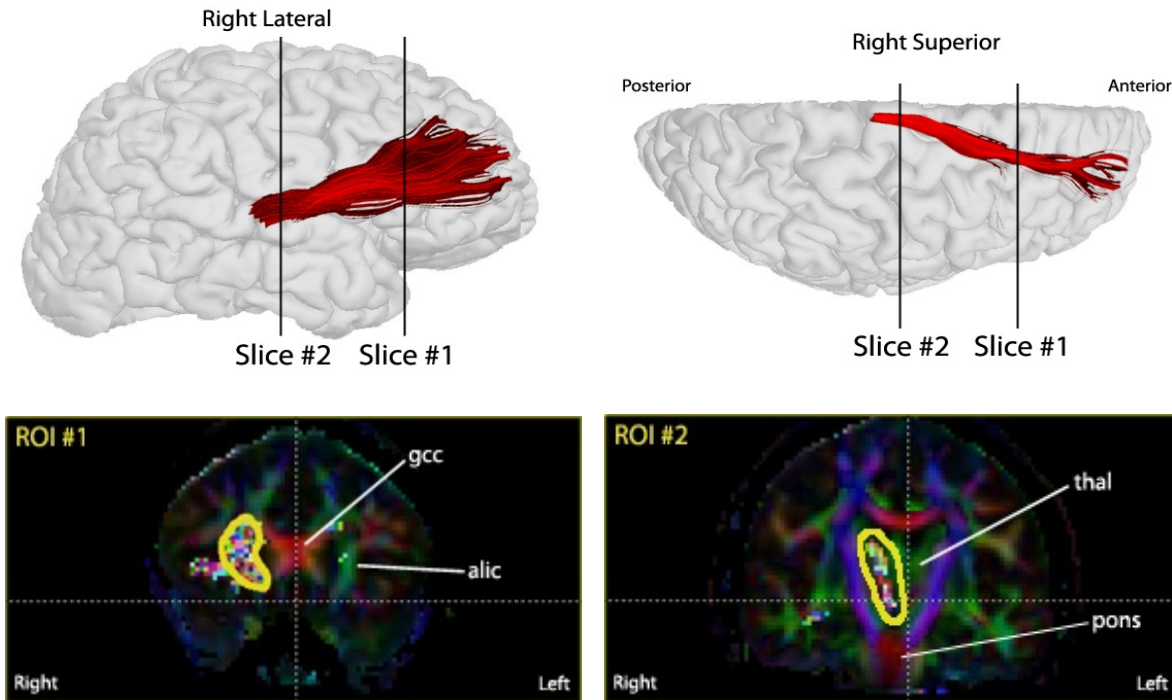 Right Lateral
Slice #2
Slice #1
Right Superior
Posterior
Anterior
Slice #2
Slice #1
ROI #1
gcc
alic
Right
Left
ROI #2
thal
pons
Right
Left